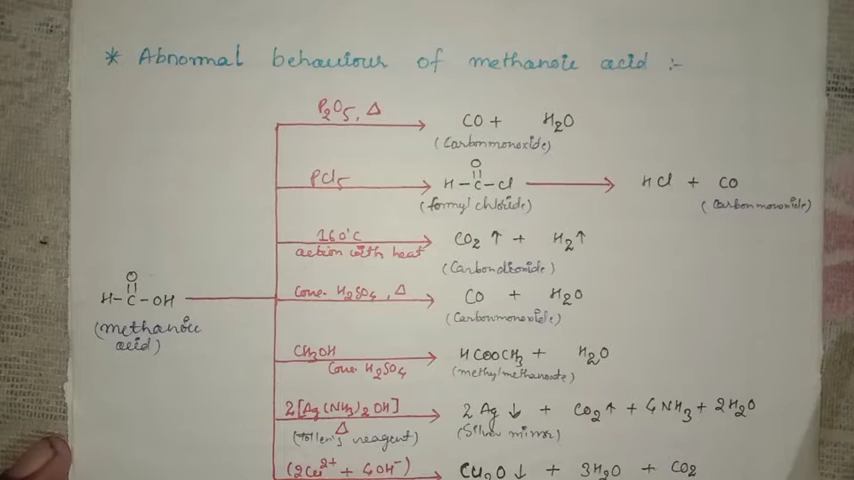 * Abnormal behaviour of methanoic acid :-
P2O5, Δ
CO + H2O
(Carbonmonoxide)
PCl5
O
H-C-Cl
HCl + CO
(formyl chloride)
(Carbonmonoxide)
160°C
action with heat
CO2 ↑ + H2↑
(Carbondioxide)
O
H-C-OH
(methanoic
acid)
Conc. H2SO4, Δ
CO + H2O
(Carbonmonoxide)
CH3OH
Conc. H2SO4
HCOOCH3 + H2O
(methylmethanoate)
2[Ag(NH3)2OH]
Δ
(Tollen's reagent)
2 Ag ↓ + CO2↑ + 4NH3 + 2H2O
(Silver mirror)
(2Cu2+ + 4OH-)
Cu2O ↓ + 3H2O + CO2